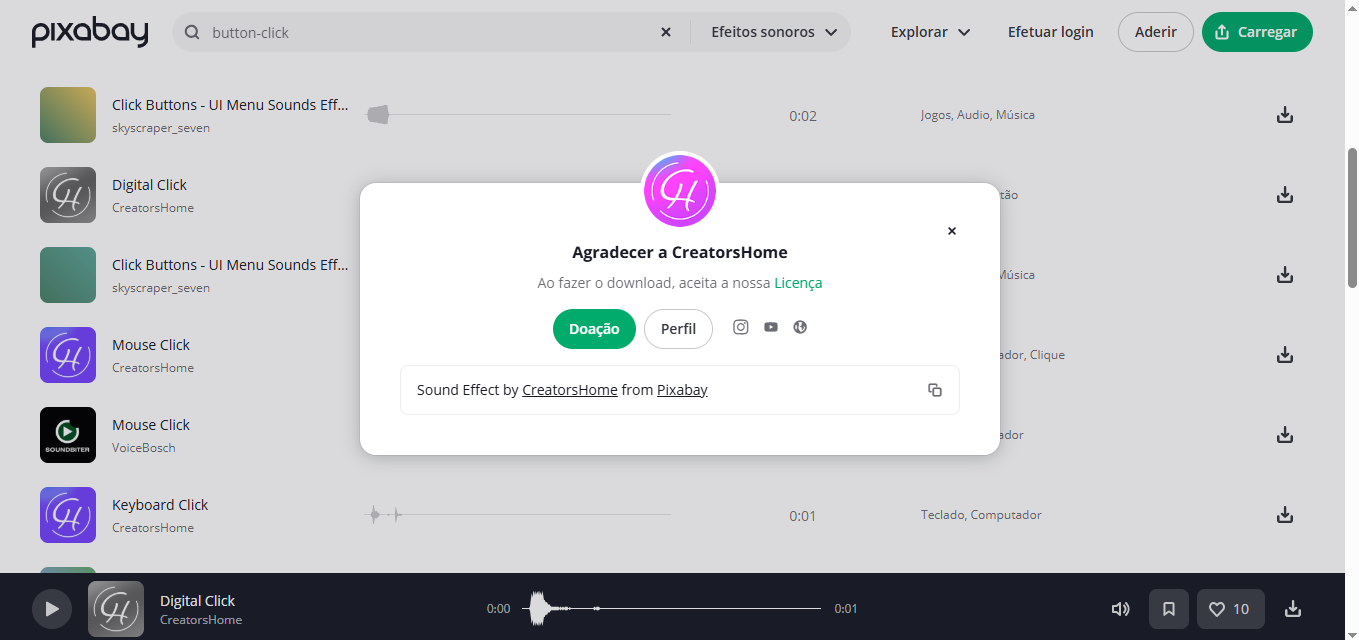 pixabay
button-click
Efeitos sonoros
Explorar
Efetuar login
Aderir
Carregar
Click Buttons - UI Menu Sounds Eff...
skyscraper_seven
0:02
Jogos, Audio, Música
Digital Click
CreatorsHome
tão
Click Buttons - UI Menu Sounds Eff...
skyscraper_seven
Música
Mouse Click
CreatorsHome
ador, Clique
Mouse Click
VoiceBosch
SOUNDBITER
ador
Keyboard Click
CreatorsHome
0:01
Teclado, Computador
Agradecer a CreatorsHome
Ao fazer o download, aceita a nossa Licença
Doação
Perfil
Sound Effect by CreatorsHome from Pixabay
Digital Click
CreatorsHome
0:00
0:01
10